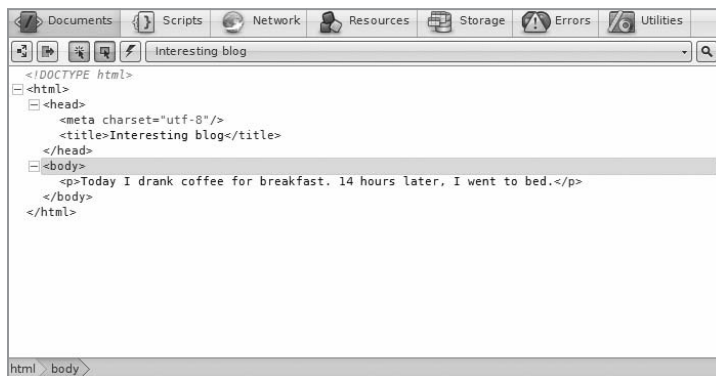 Documents Scripts Network Resources Storage Errors Utilities
Interesting blog
<!DOCTYPE html>
<html>
<head>
<meta charset="utf-8"/>
<title>Interesting blog</title>
</head>
<body>
<p>Today I drank coffee for breakfast. 14 hours later, I went to bed.</p>
</body>
</html>
html body